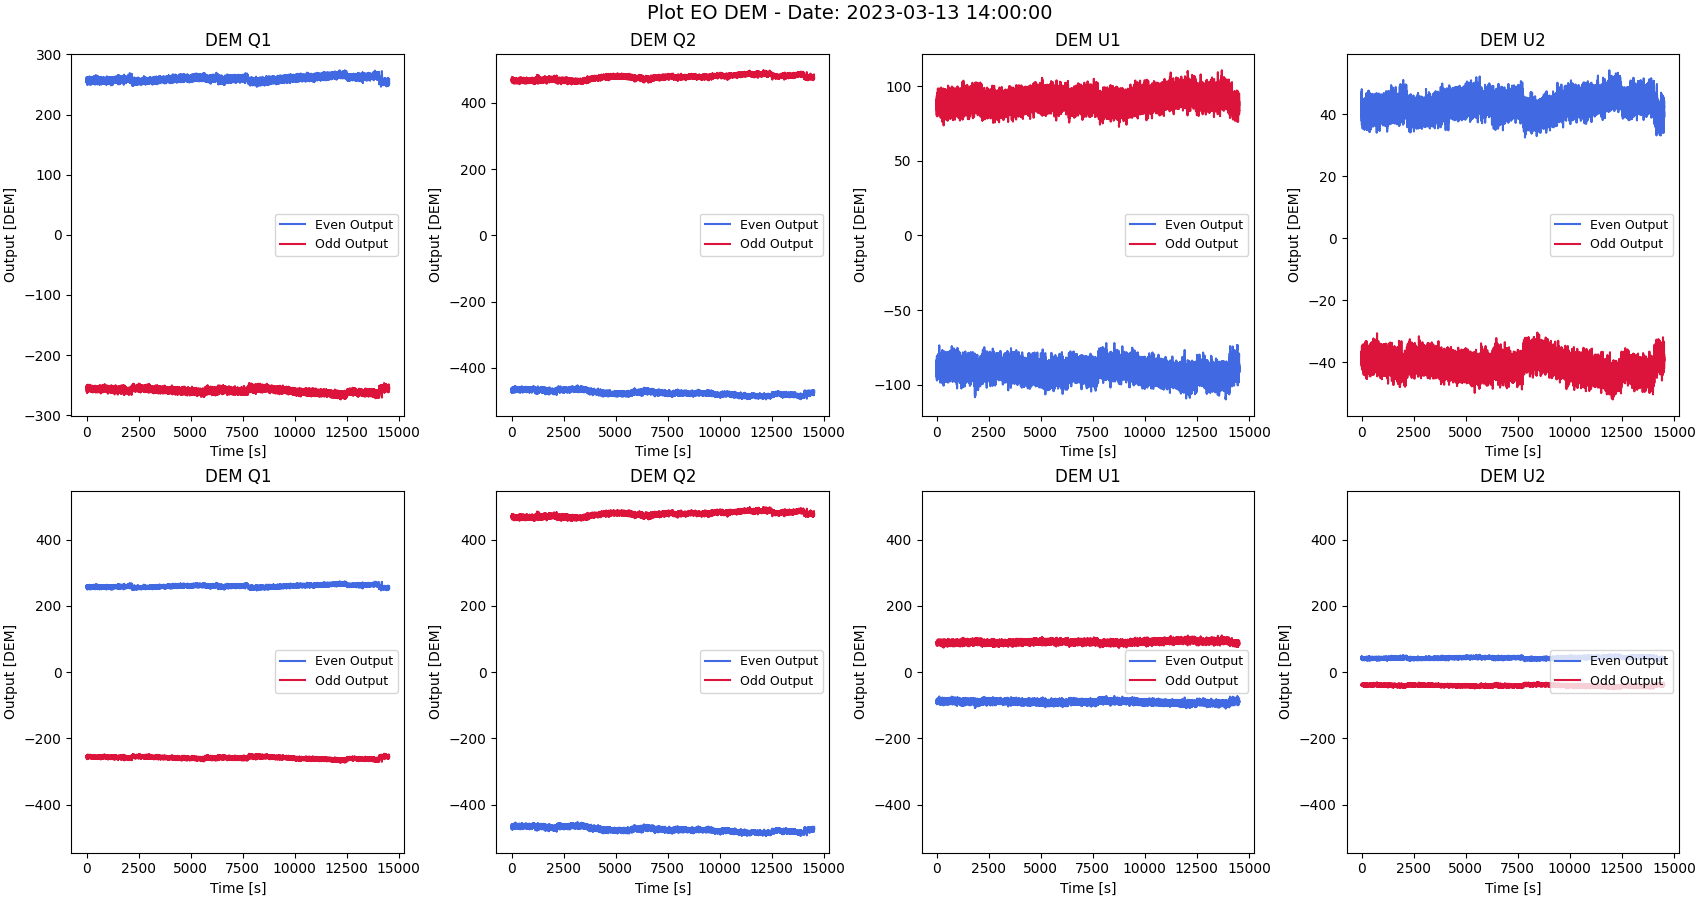 Plot EO DEM - Date: 2023-03-13 14:00:00
DEM Q1
Output [DEM]
300
200
100
0
−100
−200
−300
Even Output
Odd Output
0 2500 5000 7500 10000 12500 15000
Time [s]
DEM Q2
Output [DEM]
400
200
0
−200
−400
Even Output
Odd Output
0 2500 5000 7500 10000 12500 15000
Time [s]
DEM U1
Output [DEM]
100
50
0
−50
−100
Even Output
Odd Output
0 2500 5000 7500 10000 12500 15000
Time [s]
DEM U2
Output [DEM]
40
20
0
−20
−40
Even Output
Odd Output
0 2500 5000 7500 10000 12500 15000
Time [s]
DEM Q1
Output [DEM]
400
200
0
−200
−400
Even Output
Odd Output
0 2500 5000 7500 10000 12500 15000
Time [s]
DEM Q2
Output [DEM]
400
200
0
−200
−400
Even Output
Odd Output
0 2500 5000 7500 10000 12500 15000
Time [s]
DEM U1
Output [DEM]
400
200
0
−200
−400
Even Output
Odd Output
0 2500 5000 7500 10000 12500 15000
Time [s]
DEM U2
Output [DEM]
400
200
0
−200
−400
Even Output
Odd Output
0 2500 5000 7500 10000 12500 15000
Time [s]